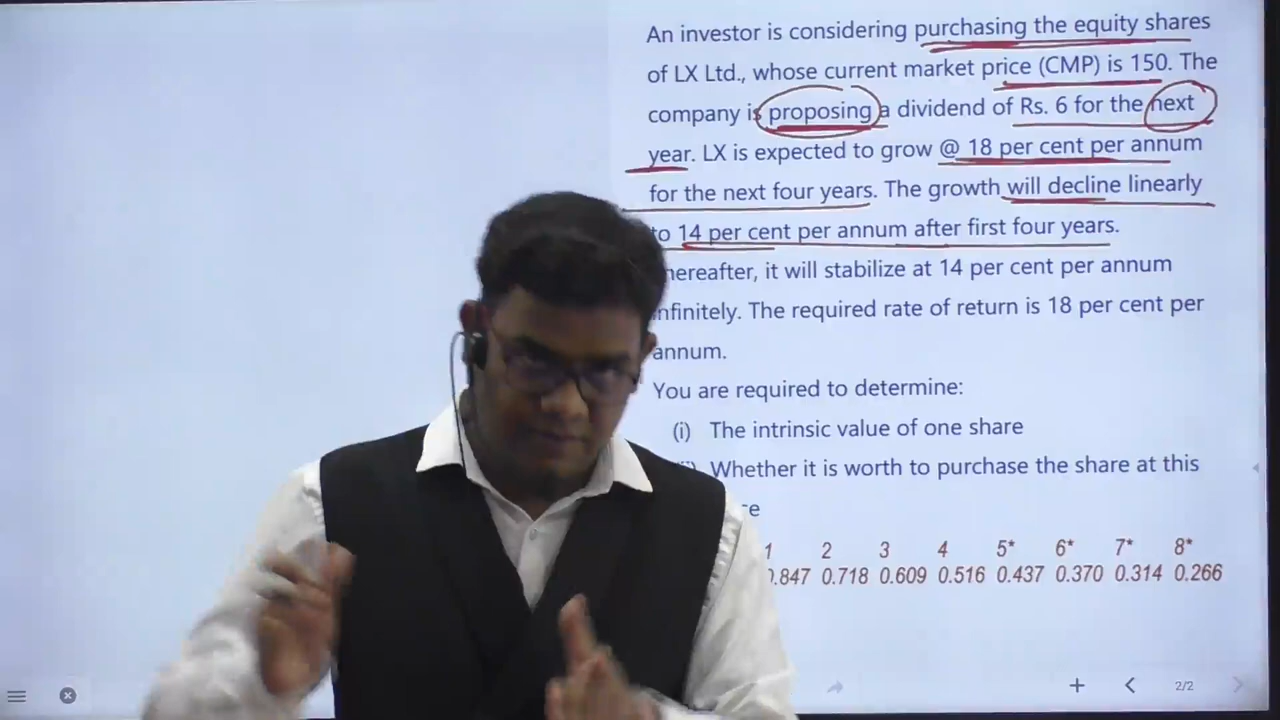 An investor is considering purchasing the equity shares
of LX Ltd., whose current market price (CMP) is 150. The
company is proposing a dividend of Rs. 6 for the next
year. LX is expected to grow @ 18 per cent per annum
for the next four years. The growth will decline linearly
to 14 per cent per annum after first four years.
hereafter, it will stabilize at 14 per cent per annum
nfinitely. The required rate of return is 18 per cent per
annum.
You are required to determine:
(i) The intrinsic value of one share
Whether it is worth to purchase the share at this
1 2 3 4 5* 6* 7* 8*
.847 0.718 0.609 0.516 0.437 0.370 0.314 0.266
2/2